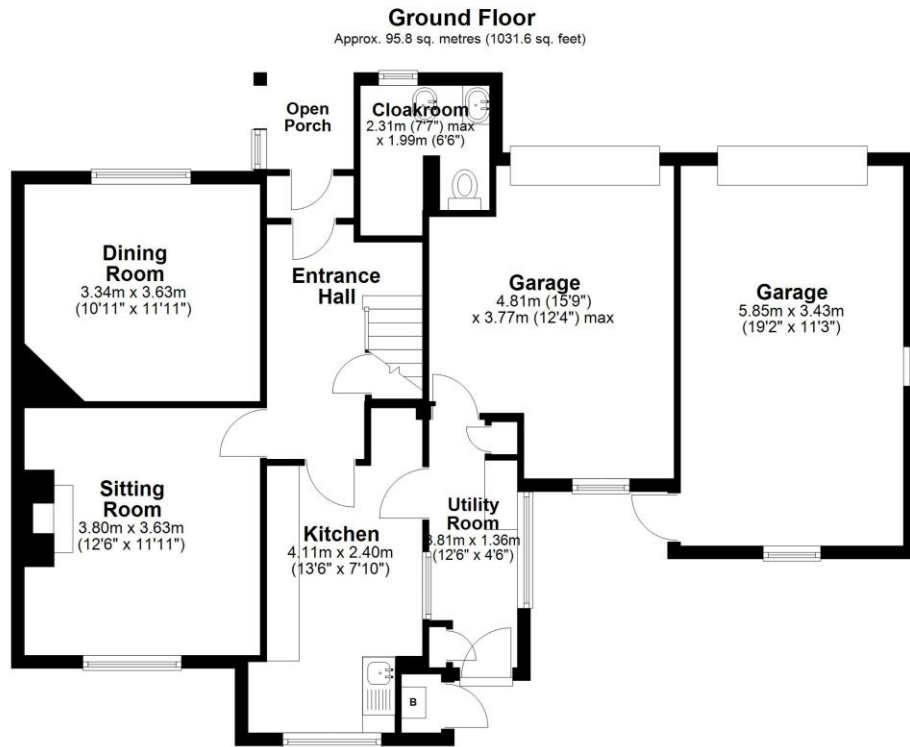 Ground Floor
Approx. 95.8 sq. metres (1031.6 sq. feet)
Open
Porch
Cloakroom
2.31m (7'7") max
x 1.99m (6'6")
Dining
Room
3.34m x 3.63m
(10'11" x 11'11")
Entrance
Hall
Garage
4.81m (15'9")
x 3.77m (12'4") max
Garage
5.85m x 3.43m
(19'2" x 11'3")
Sitting
Room
3.80m x 3.63m
(12'6" x 11'11")
Kitchen
4.11m x 2.40m
(13'6" x 7'10")
Utility
Room
3.81m x 1.36m
(12'6" x 4'6")
B